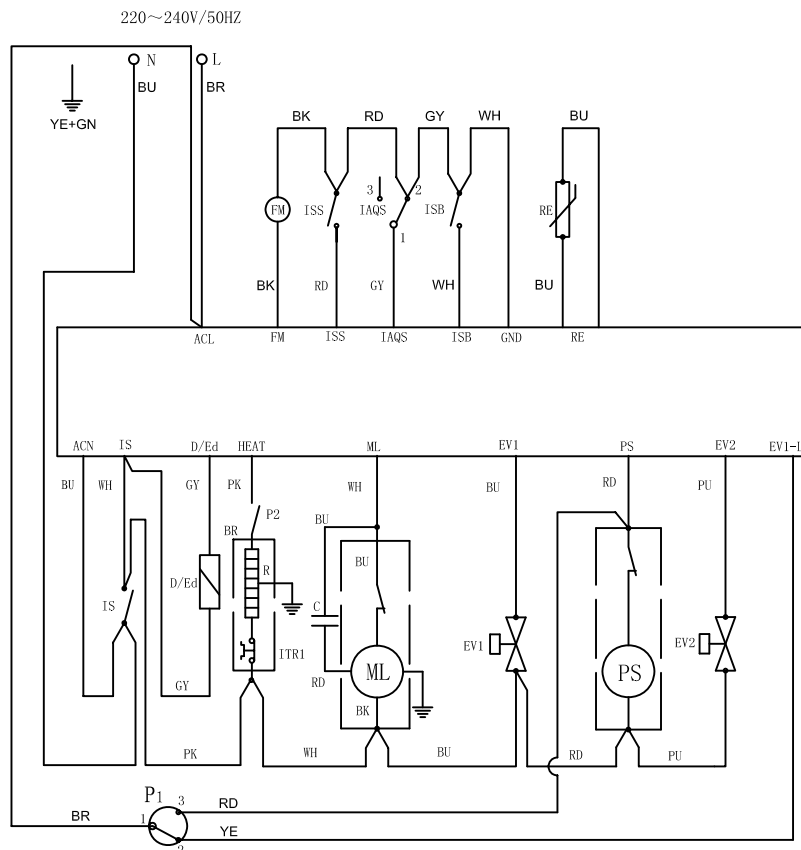 220～240V/50HZ
N L
BU BR
YE+GN
BK RD GY WH BU
3 2
FM ISS IAQS ISB RE
1
BK RD GY WH BU
ACL FM ISS IAQS ISB GND RE
ACN IS D/Ed HEAT ML EV1 PS EV2 EV1-L
BU WH GY PK WH BU RD PU
P2
BR BU
BU
R
D/Ed
IS C
EV1 EV2
ITR1
ML PS
RD
GY BK
PK WH BU RD PU
P1
3 RD
BR 1
YE
2